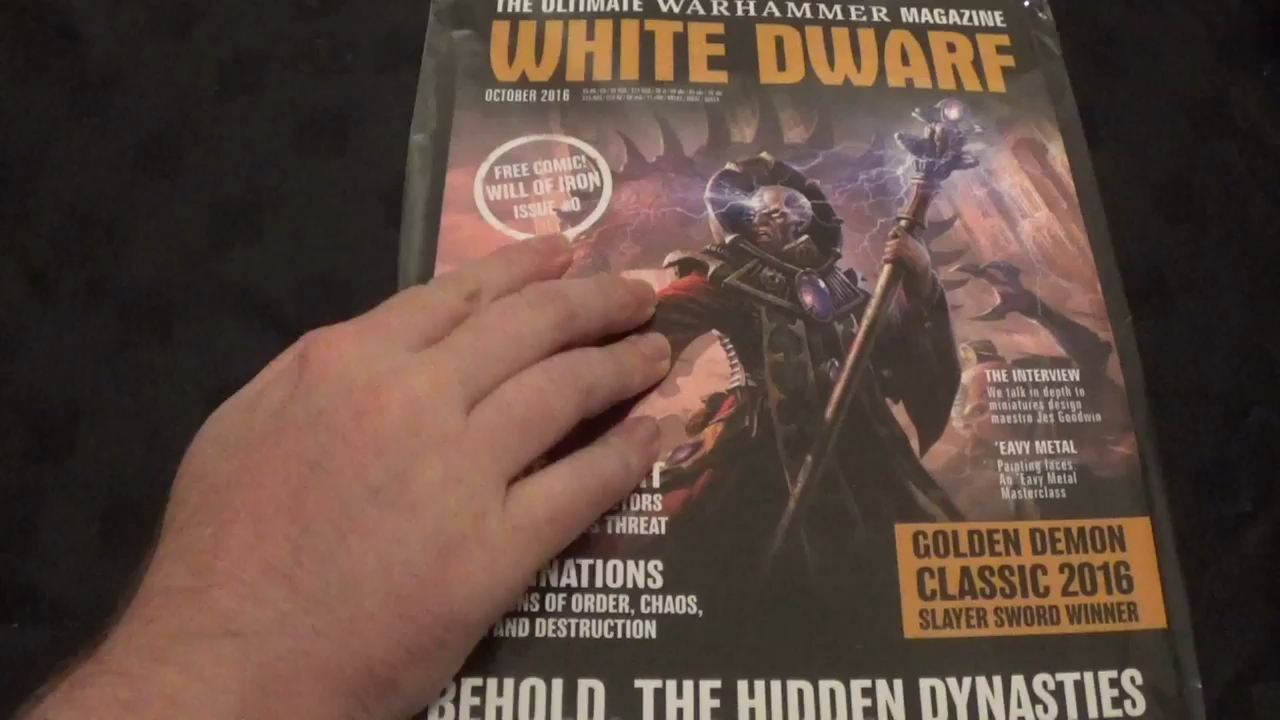 THE ULTIMATE WARHAMMER MAGAZINE
WHITE DWARF
OCTOBER 2016
FREE COMIC!
WILL OF IRON
ISSUE #0
THE INTERVIEW
We talk in depth to
miniatures design
maestro Jes Goodwin
'EAVY METAL
Painting faces:
An 'Eavy Metal
Masterclass
THREAT
NATIONS
OF ORDER, CHAOS,
AND DESTRUCTION
GOLDEN DEMON
CLASSIC 2016
SLAYER SWORD WINNER
BEHOLD, THE HIDDEN DYNASTIES